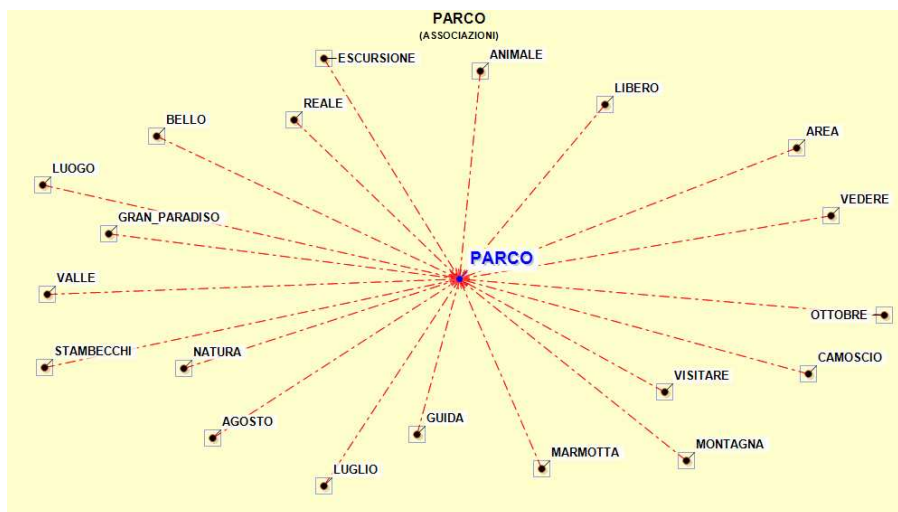 PARCO
(ASSOCIAZIONI)
ESCURSIONE
ANIMALE
LIBERO
REALE
BELLO
AREA
LUOGO
VEDERE
GRAN_PARADISO
PARCO
VALLE
OTTOBRE
STAMBECCHI
NATURA
CAMOSCIO
VISITARE
AGOSTO
GUIDA
MONTAGNA
MARMOTTA
LUGLIO